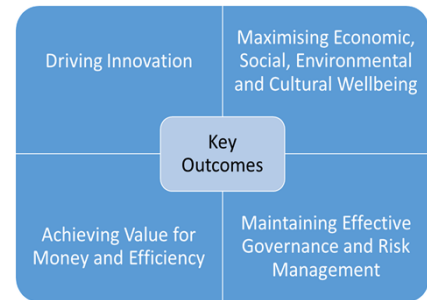 Driving Innovation
Maximising Economic,
Social, Environmental
and Cultural Wellbeing
Key
Outcomes
Achieving Value for
Money and Efficiency
Maintaining Effective
Governance and Risk
Management